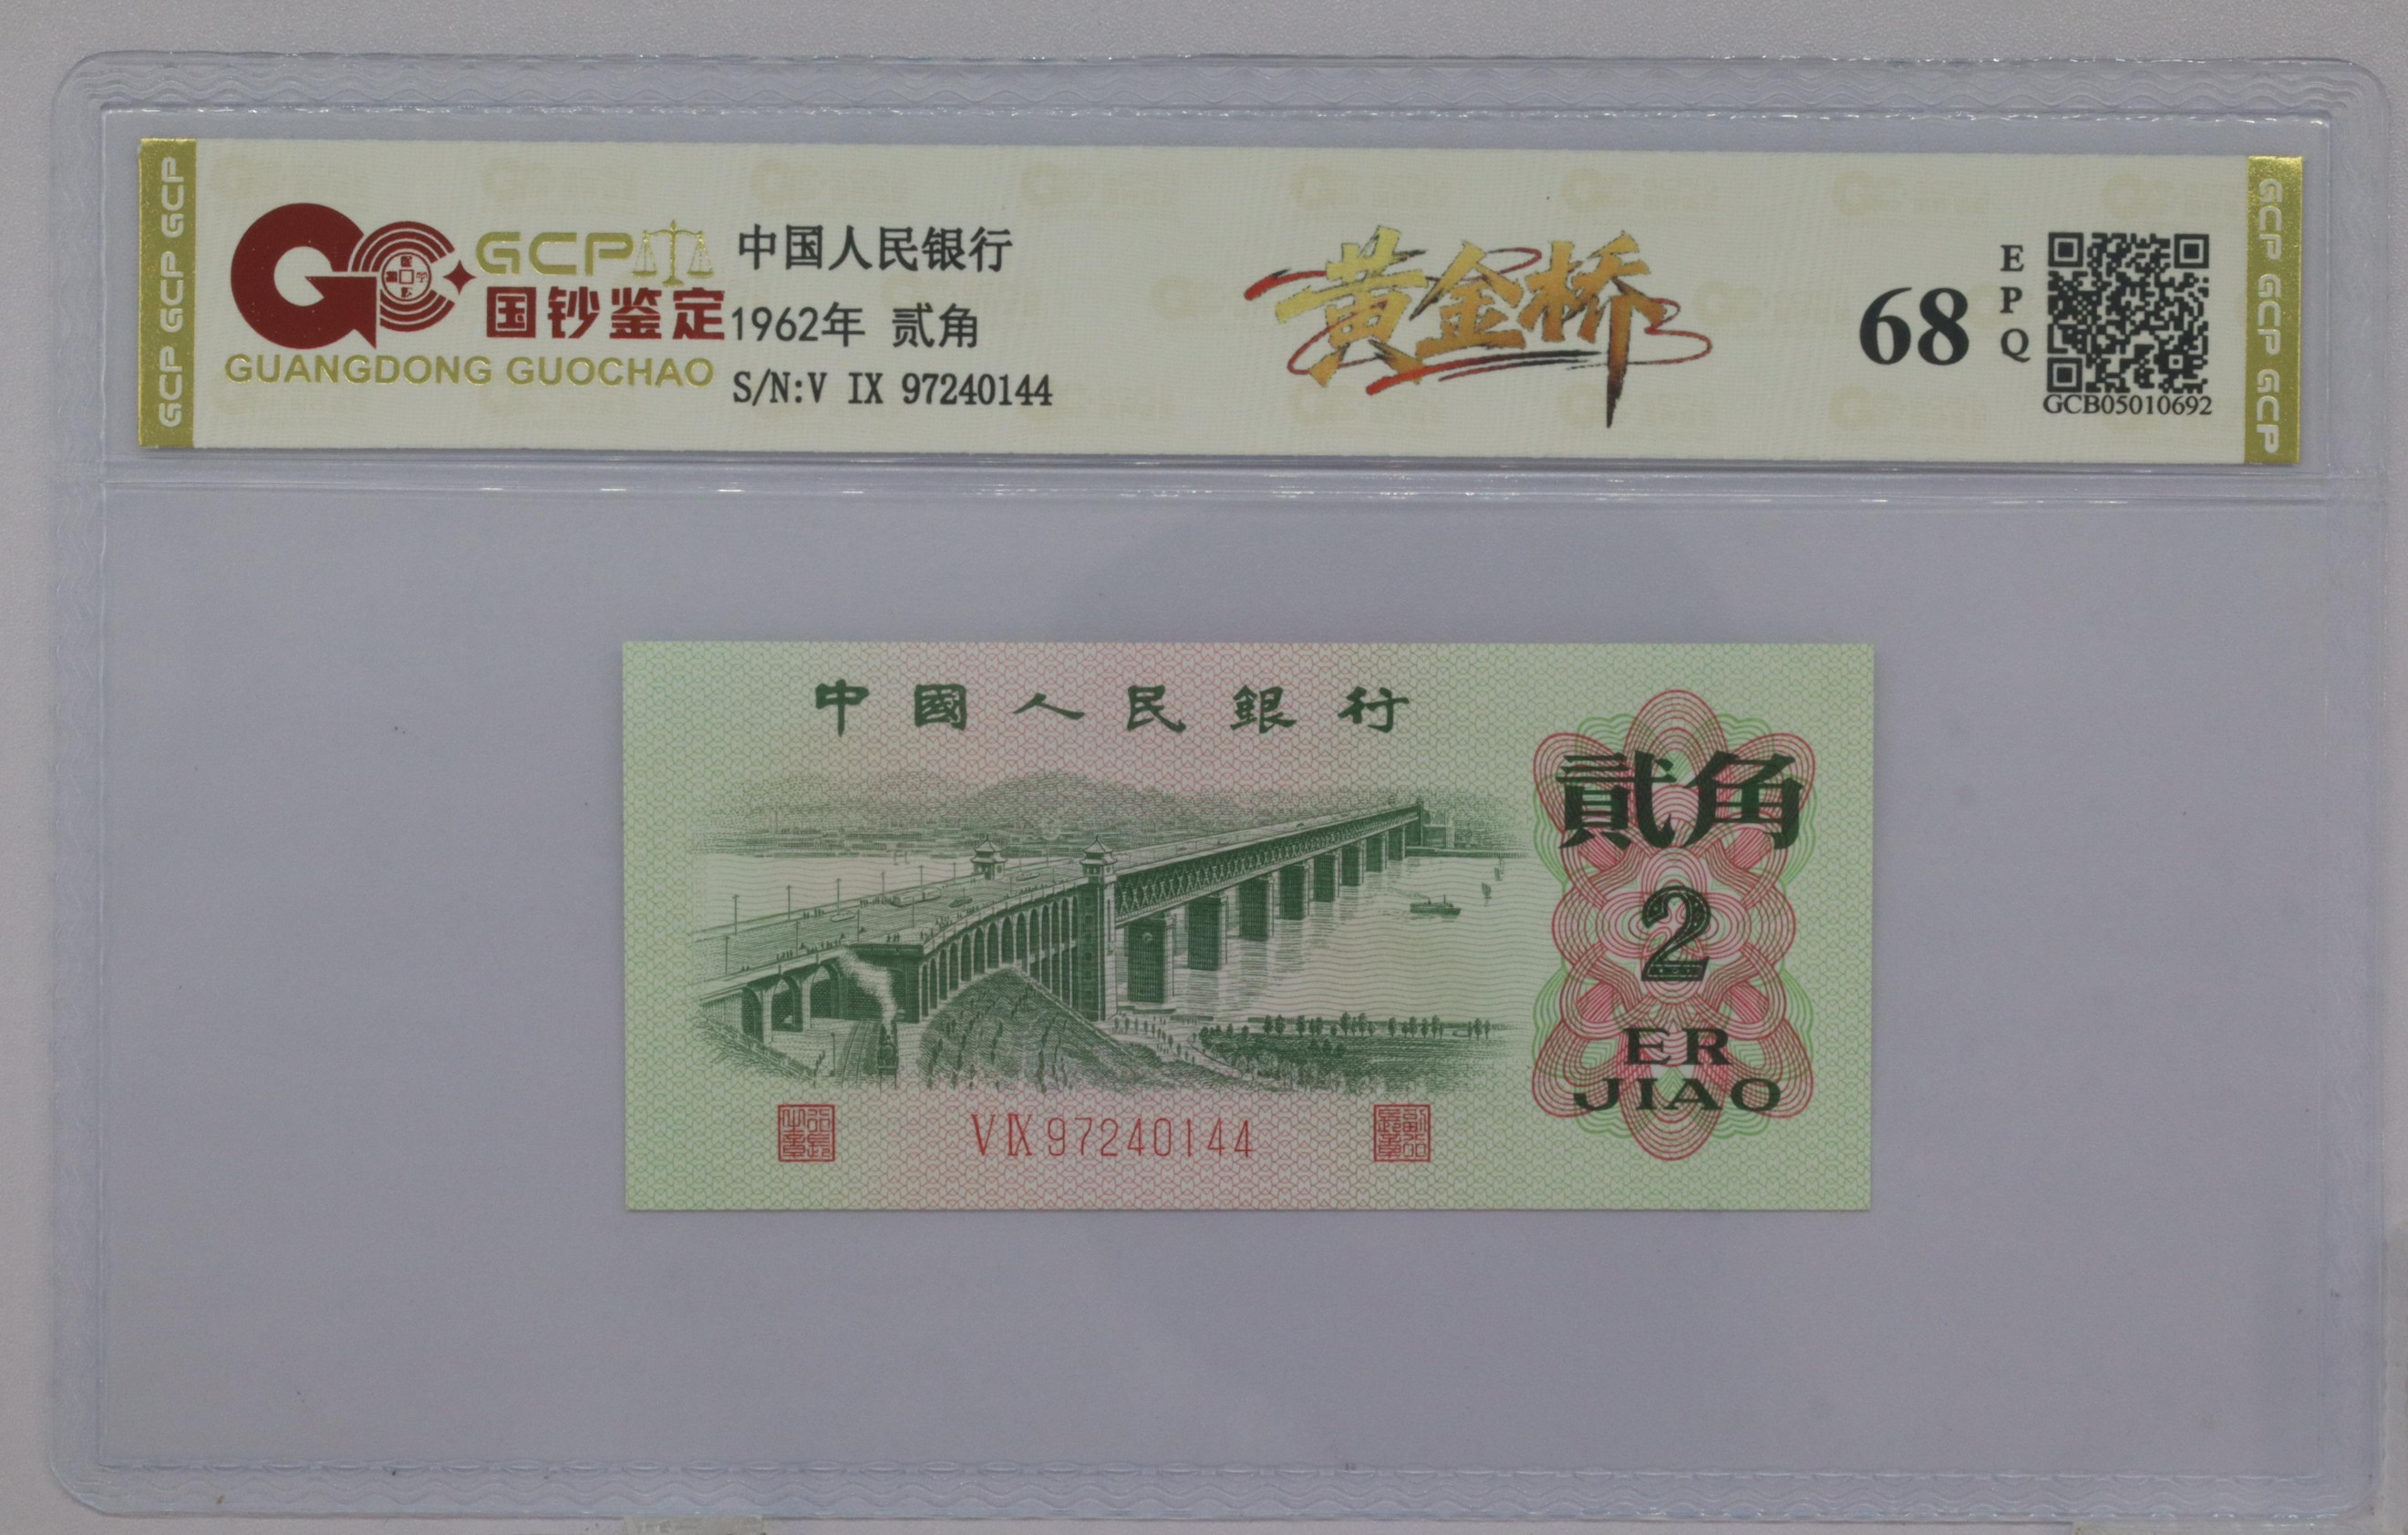 GCP GCP GCP
GCP
国钞鉴定
GUANGDONG GUOCHAO
中国人民银行
1962年 贰角
S/N:V IX 97240144
黄金桥
68
EPQ
GCB05010692
GCP GCP GCP
中國人民銀行
貳角
2
ER
JIAO
VIX97240144